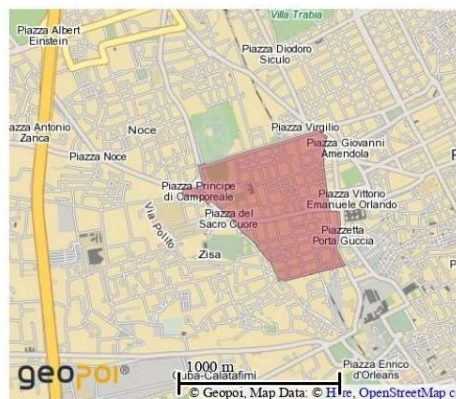 Villa Trabia
Piazza Albert
Einstein
Piazza Diodoro
Siculo
Piazza Antonio
Zanca
Noce
Piazza Virgilio
Piazza Giovanni
Amendola
Piazza Noce
Piazza Principe
di Camporeale
Piazza Vittorio
Emanuele Orlando
Via Polito
Piazza del
Sacro Cuore
Piazzetta
Porta Guccia
Zisa
1000 m
geopoi
Cuba-Calatafimi
Piazza Enrico
d'Orleans
© Geopoi, Map Data: © Here, OpenStreetMap c